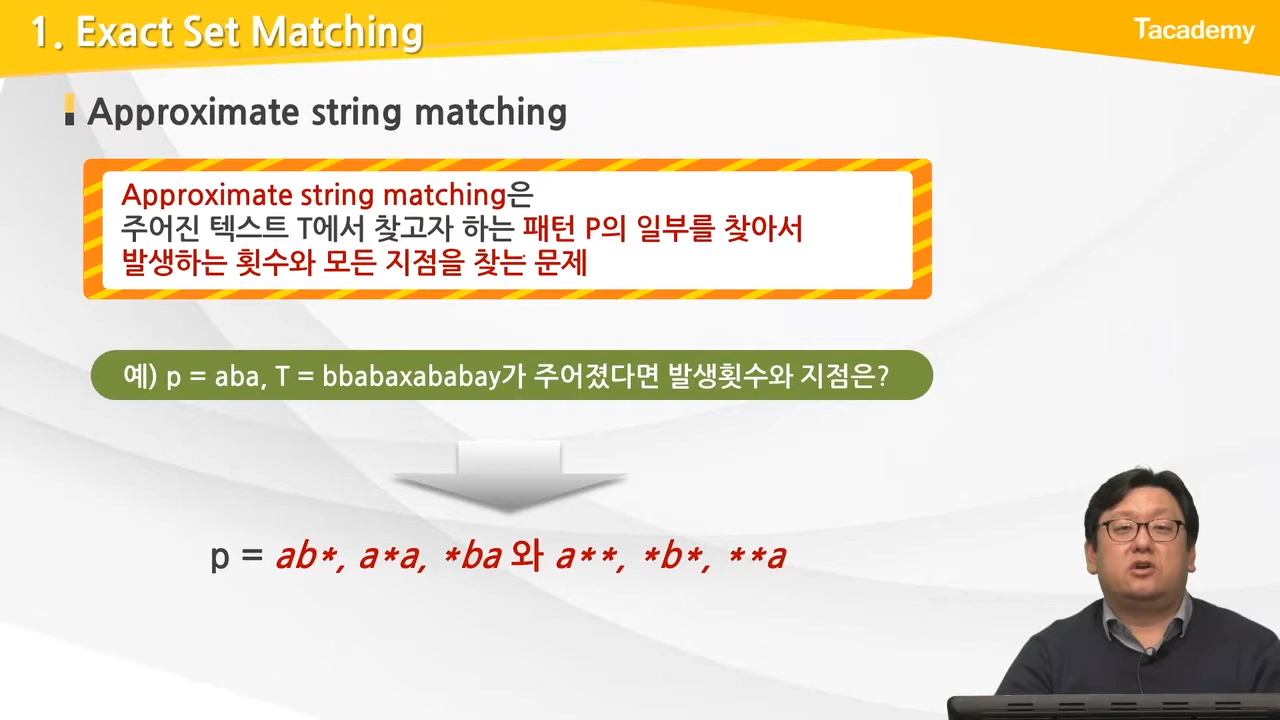 1. Exact Set Matching
Tacademy
Approximate string matching
Approximate string matching은
주어진 텍스트 T에서 찾고자 하는 패턴 P의 일부를 찾아서
발생하는 횟수와 모든 지점을 찾는 문제
예) p = aba, T = bbabaxababay가 주어졌다면 발생횟수와 지점은?
p = ab*, a*a, *ba 와 a**, *b*, **a